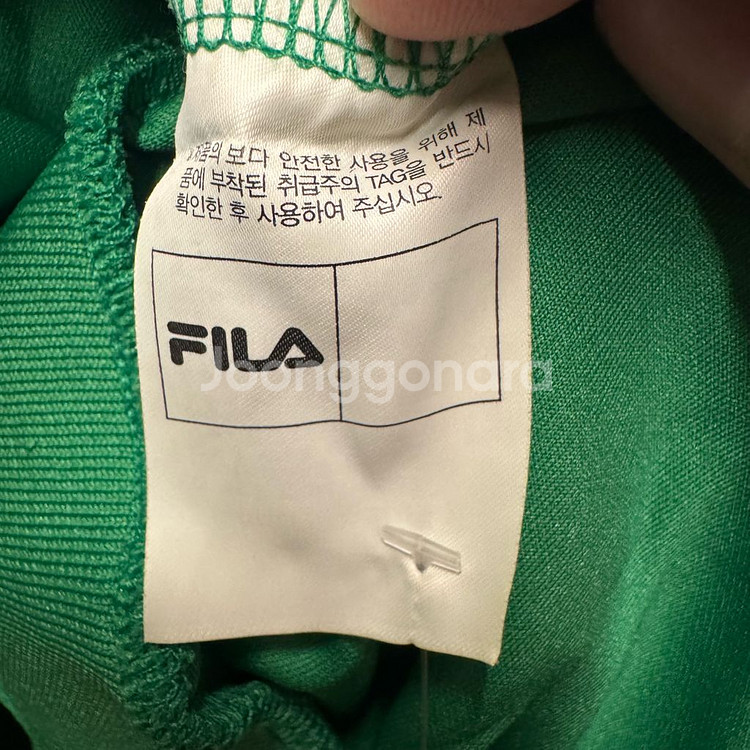 보다 안전한 사용을 위해 제
품에 부착된 취급주의 TAG을 반드시
확인한 후 사용하여 주십시오.
FILA
Joonggonara